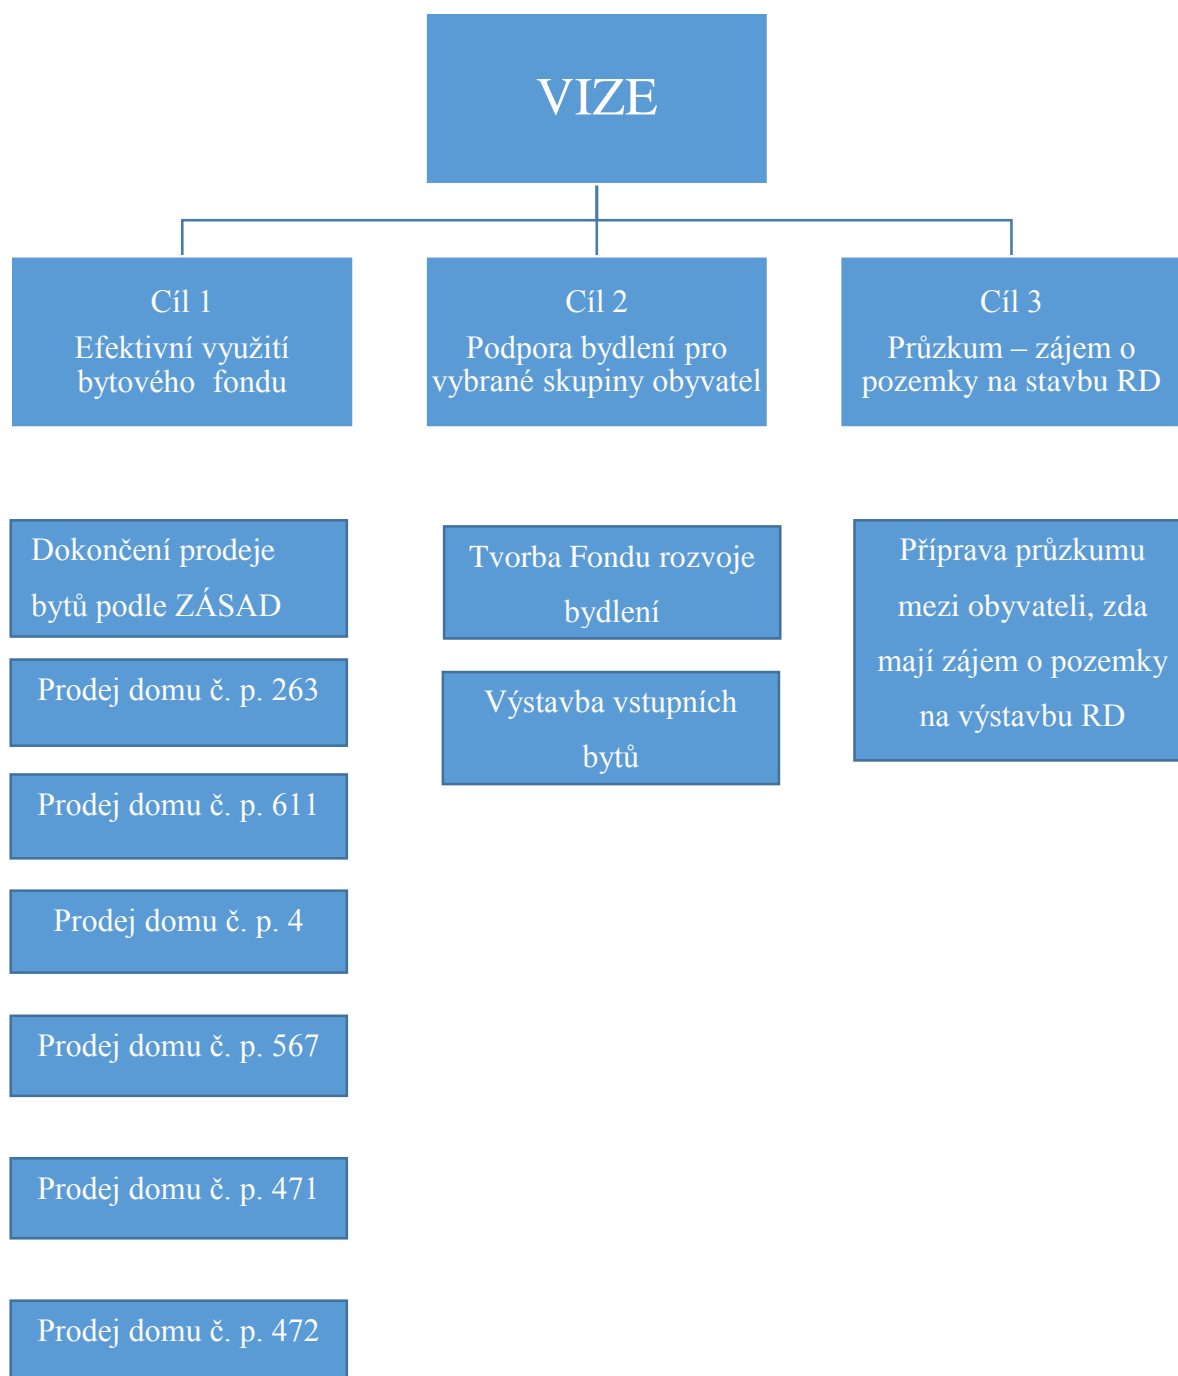 VIZE
Cíl 1
Efektivní využití
bytového fondu
Cíl 2
Podpora bydlení pro
vybrané skupiny obyvatel
Cíl 3
Průzkum – zájem o
pozemky na stavbu RD
Dokončení prodeje
bytů podle ZÁSAD
Prodej domu č. p. 263
Prodej domu č. p. 611
Prodej domu č. p. 4
Prodej domu č. p. 567
Prodej domu č. p. 471
Prodej domu č. p. 472
Tvorba Fondu rozvoje
bydlení
Výstavba vstupních
bytů
Příprava průzkumu
mezi obyvateli, zda
mají zájem o pozemky
na výstavbu RD